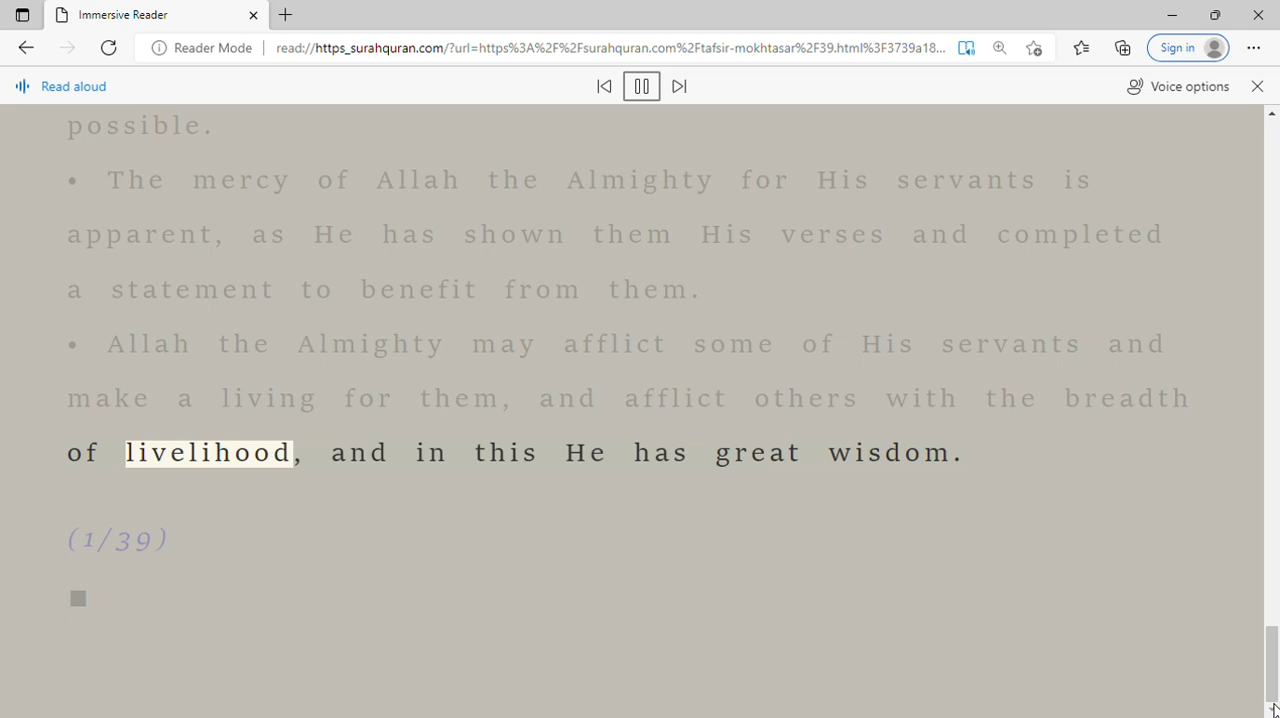 Immersive Reader
Reader Mode
read://https_surahquran.com/?url=https%3A%2F%2Fsurahquran.com%2Ftafsir-mokhtasar%2F39.html%3F3739a18...
Sign in
Read aloud
Voice options
possible.
• The mercy of Allah the Almighty for His servants is
apparent, as He has shown them His verses and completed
a statement to benefit from them.
• Allah the Almighty may afflict some of His servants and
make a living for them, and afflict others with the breadth
of livelihood, and in this He has great wisdom.
(1/39)